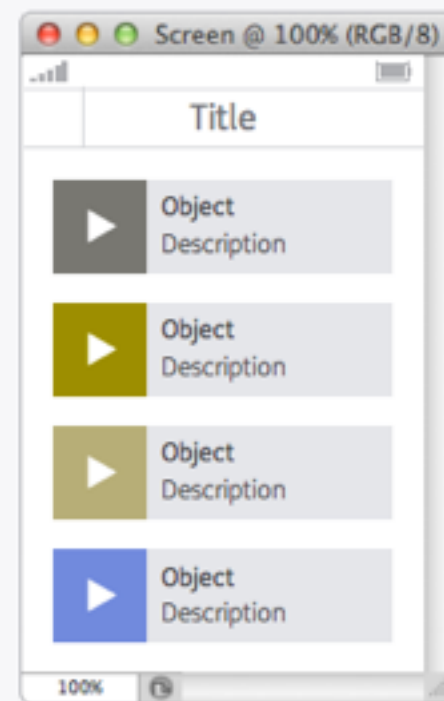 Screen @ 100% (RGB/8)
Title
Object
Description
Object
Description
Object
Description
Object
Description
100%